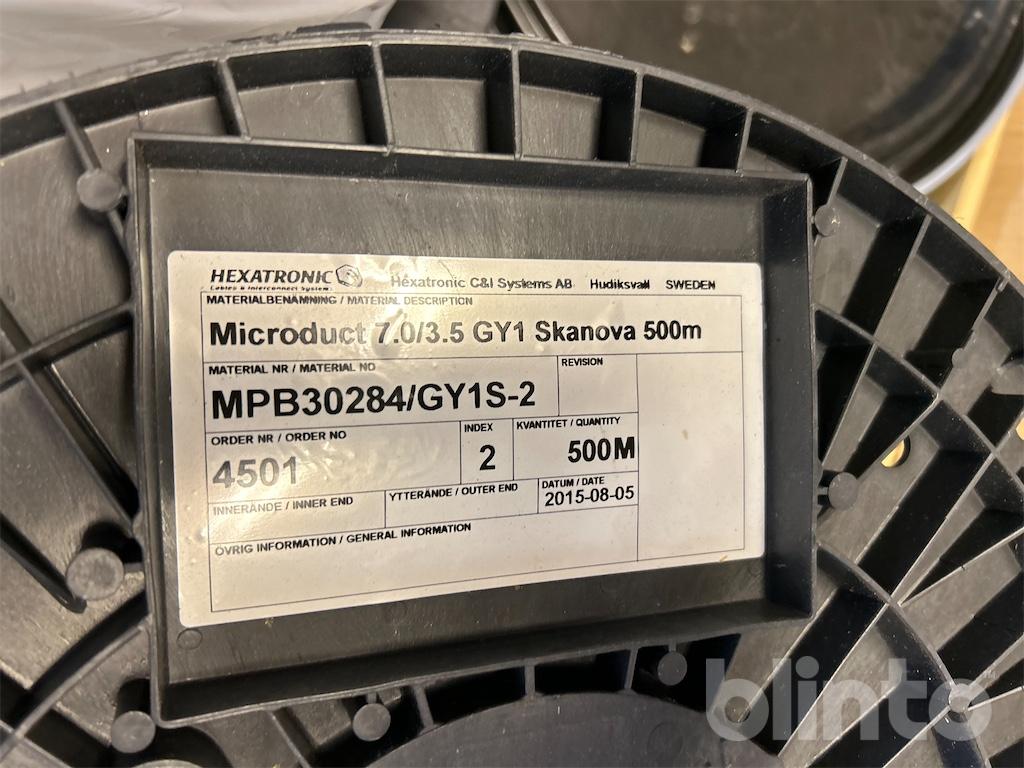 HEXATRONIC
Cables & Interconnect Systems
Hexatronic C&I Systems AB Hudiksvall SWEDEN
MATERIALBENÄMNING / MATERIAL DESCRIPTION
Microduct 7.0/3.5 GY1 Skanova 500m
MATERIAL NR / MATERIAL NO
REVISION
MPB30284/GY1S-2
ORDER NR / ORDER NO
INDEX
KVANTITET / QUANTITY
4501
2
500M
INNERÄNDE / INNER END
YTTERÄNDE / OUTER END
DATUM / DATE
2015-08-05
ÖVRIG INFORMATION / GENERAL INFORMATION
blinto